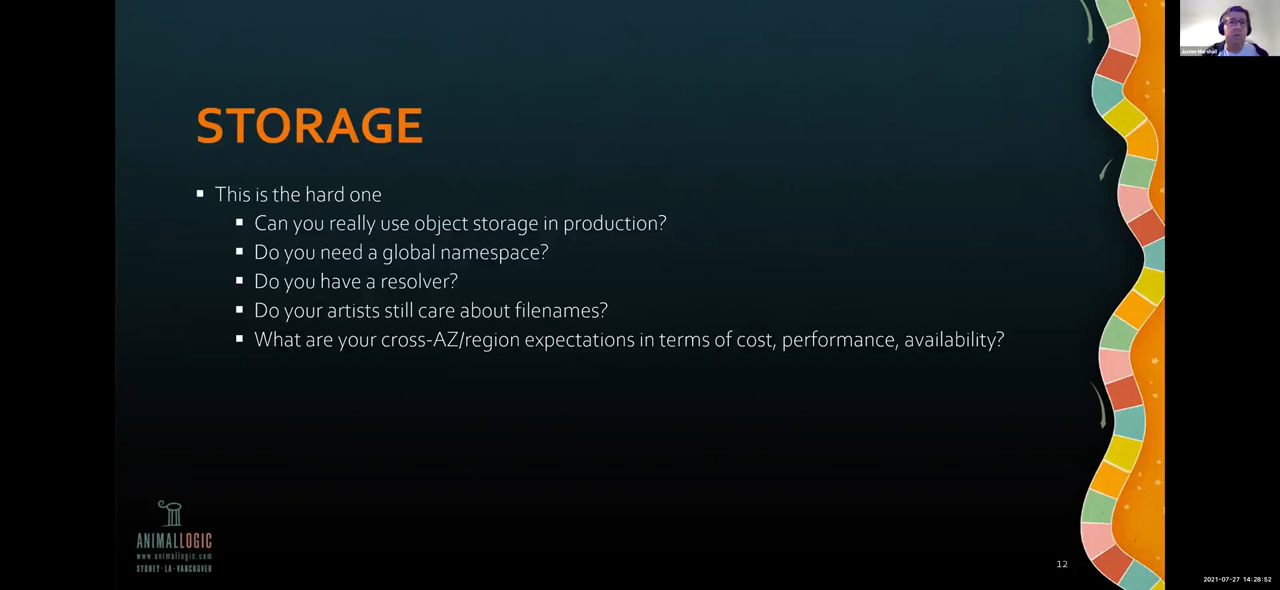 STORAGE
This is the hard one
Can you really use object storage in production?
Do you need a global namespace?
Do you have a resolver?
Do your artists still care about filenames?
What are your cross-AZ/region expectations in terms of cost, performance, availability?
ANIMALLOGIC
www.animallogic.com
SYDNEY · LA · VANCOUVER
12
Justen Marshall
2021-07-27 14:28:52